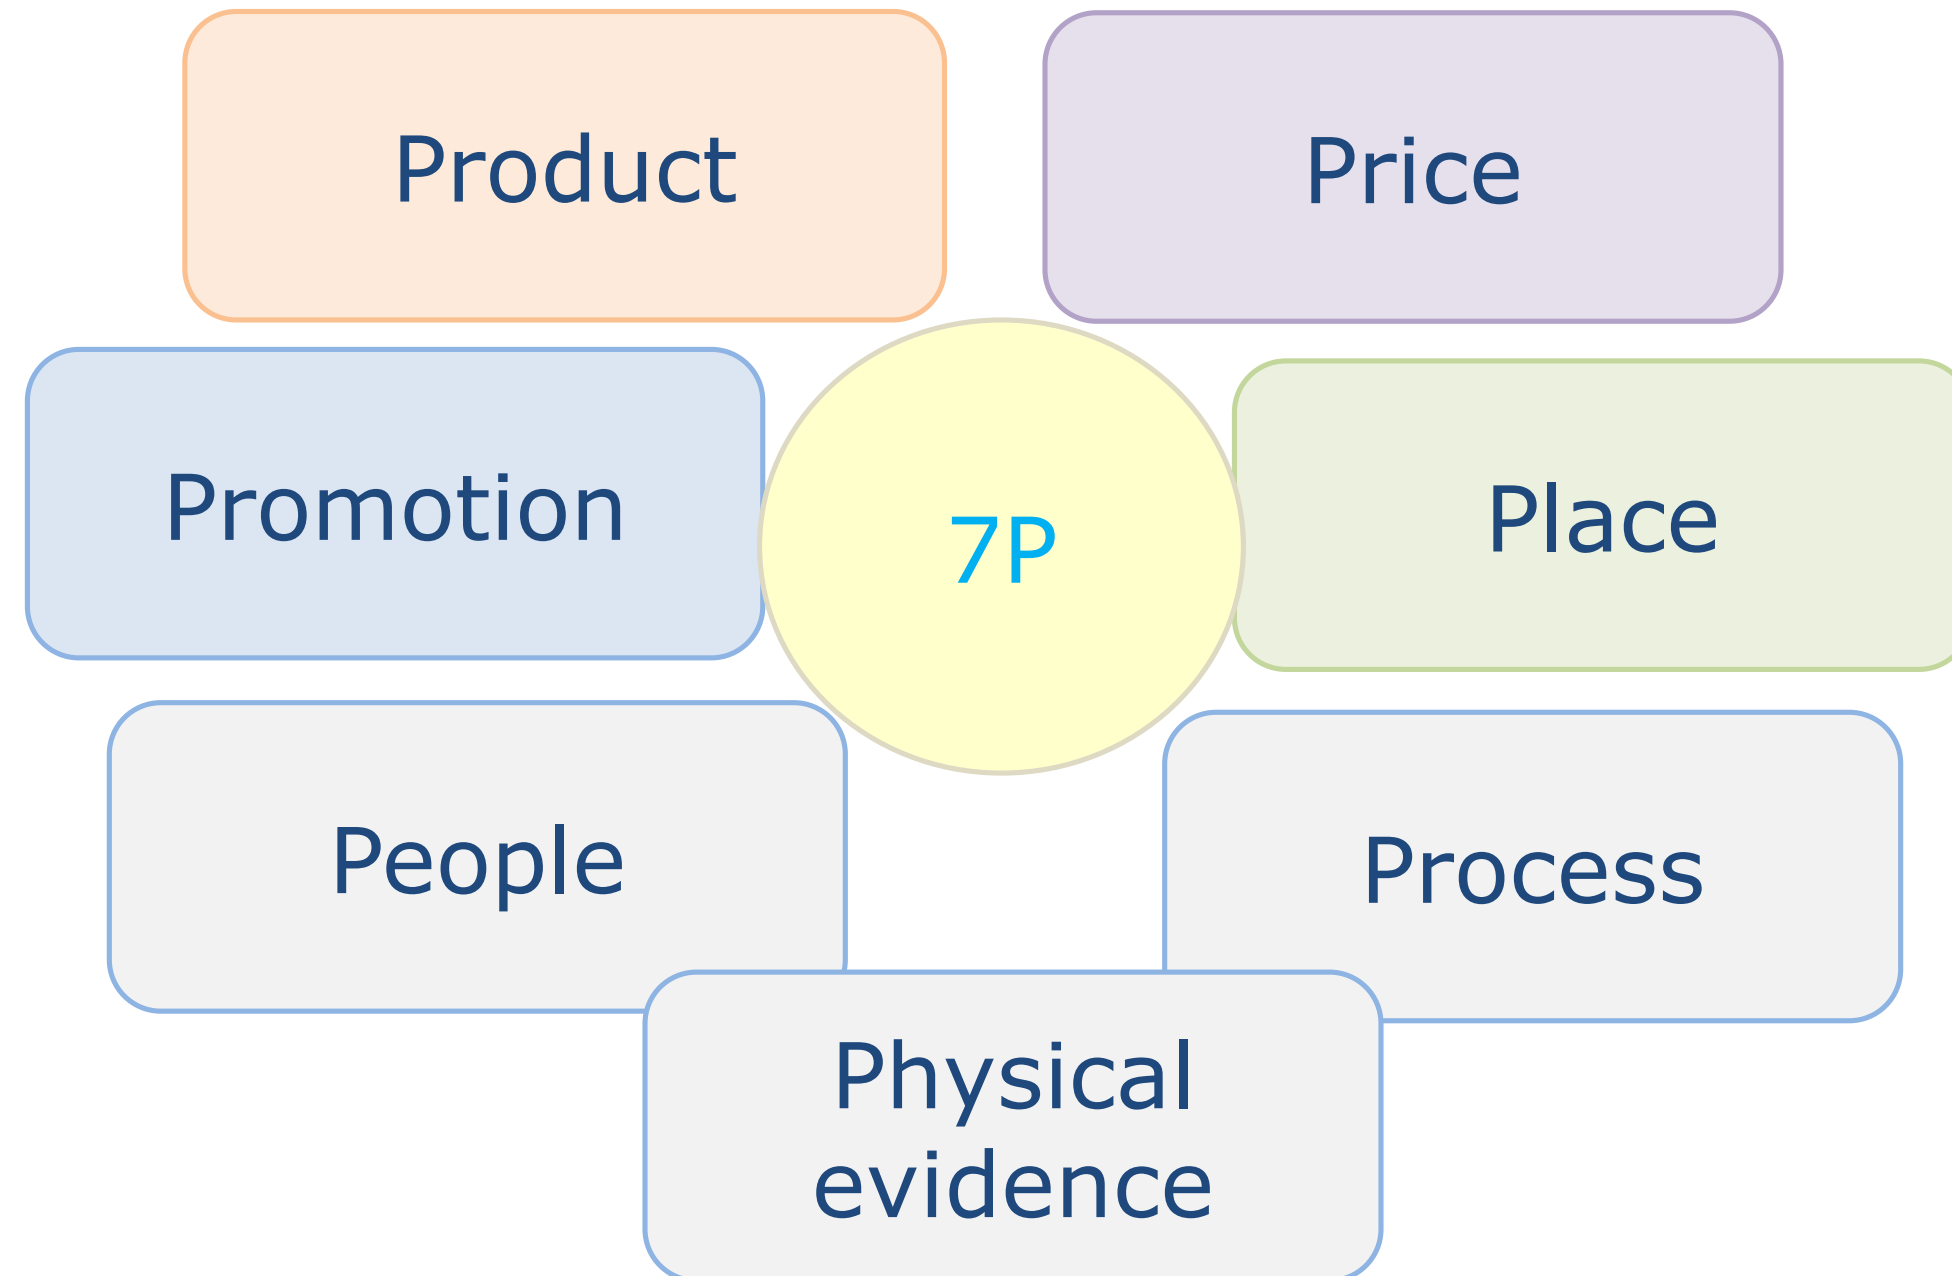 Product
Price
Promotion
7P
Place
People
Process
Physical
evidence